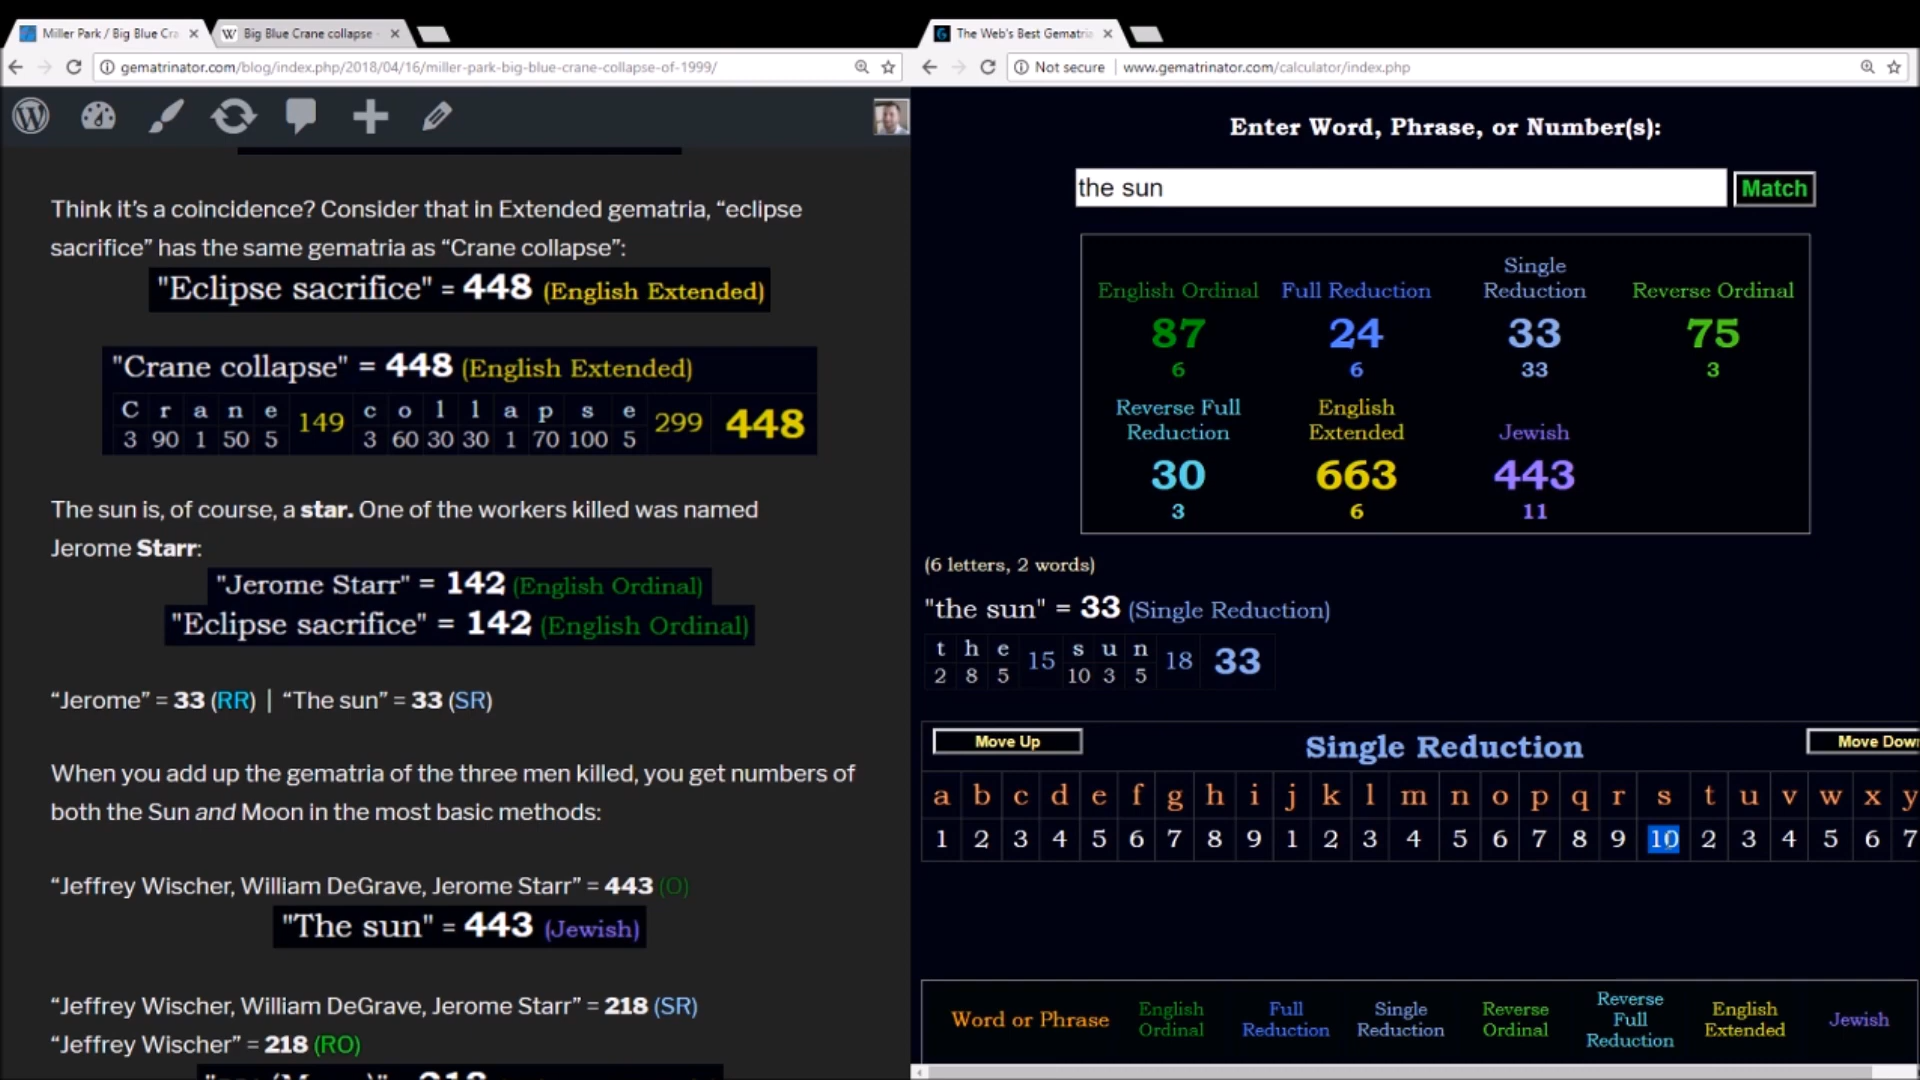 Miller Park / Big Blue Cra
Big Blue Crane collapse -
gematrinator.com/blog/index.php/2018/04/16/miller-park-big-blue-crane-collapse-of-1999/
Think it’s a coincidence? Consider that in Extended gematria, “eclipse
sacrifice” has the same gematria as “Crane collapse”:
"Eclipse sacrifice" = 448 (English Extended)
"Crane collapse" = 448 (English Extended)
C r a n e 149 c o l l a p s e 299 448
3 90 1 50 5 3 60 30 30 1 70 100 5
The sun is, of course, a star. One of the workers killed was named
Jerome Starr:
"Jerome Starr" = 142 (English Ordinal)
"Eclipse sacrifice" = 142 (English Ordinal)
“Jerome” = 33 (RR) | “The sun” = 33 (SR)
When you add up the gematria of the three men killed, you get numbers of
both the Sun and Moon in the most basic methods:
“Jeffrey Wischer, William DeGrave, Jerome Starr” = 443 (O)
"The sun" = 443 (Jewish)
“Jeffrey Wischer, William DeGrave, Jerome Starr” = 218 (SR)
“Jeffrey Wischer” = 218 (RO)
The Web's Best Gematria
Not secure | www.gematrinator.com/calculator/index.php
Enter Word, Phrase, or Number(s):
the sun
Match
English Ordinal Full Reduction Single Reduction Reverse Ordinal
87 24 33 75
6 6 33 3
Reverse Full Reduction English Extended Jewish
30 663 443
3 6 11
(6 letters, 2 words)
"the sun" = 33 (Single Reduction)
t h e 15 s u n 18 33
2 8 5 10 3 5
Move Up
Single Reduction
Move Down
a b c d e f g h i j k l m n o p q r s t u v w x y
1 2 3 4 5 6 7 8 9 1 2 3 4 5 6 7 8 9 10 2 3 4 5 6 7
Word or Phrase English Ordinal Full Reduction Single Reduction Reverse Ordinal Reverse Full Reduction English Extended Jewish